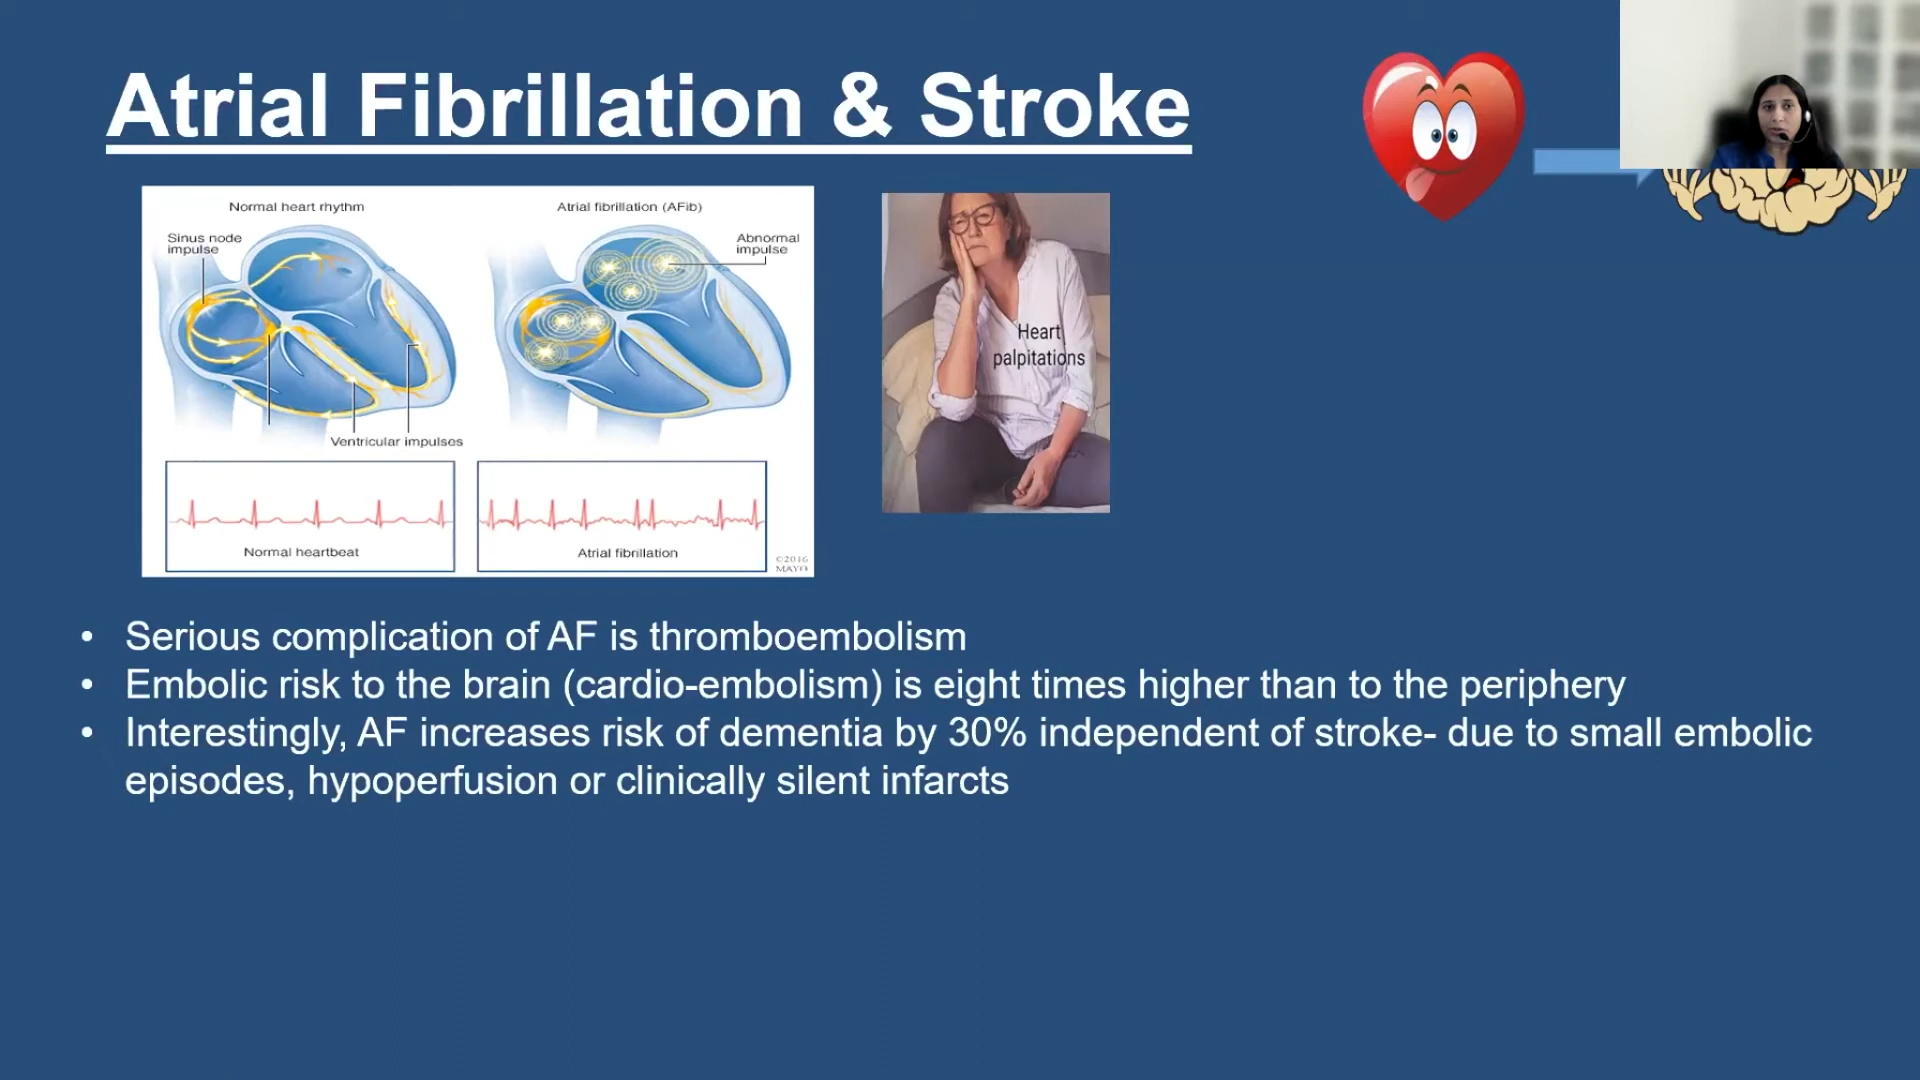 Atrial Fibrillation & Stroke
Normal heart rhythm
Atrial fibrillation (AFib)
Sinus node
impulse
Abnormal
impulse
Ventricular impulses
Heart
palpitations
Normal heartbeat
Atrial fibrillation
©2016
MAYO
• Serious complication of AF is thromboembolism
• Embolic risk to the brain (cardio-embolism) is eight times higher than to the periphery
• Interestingly, AF increases risk of dementia by 30% independent of stroke- due to small embolic
episodes, hypoperfusion or clinically silent infarcts